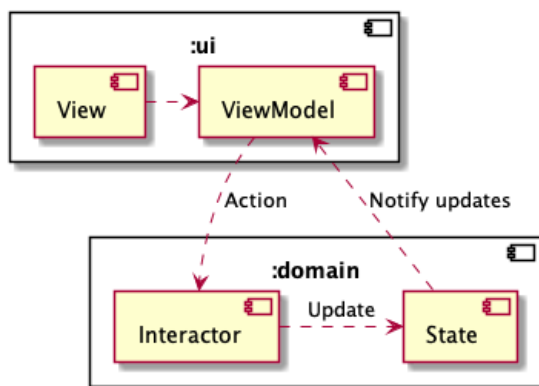 :ui
View
ViewModel
Action
Notify updates
:domain
Interactor
Update
State